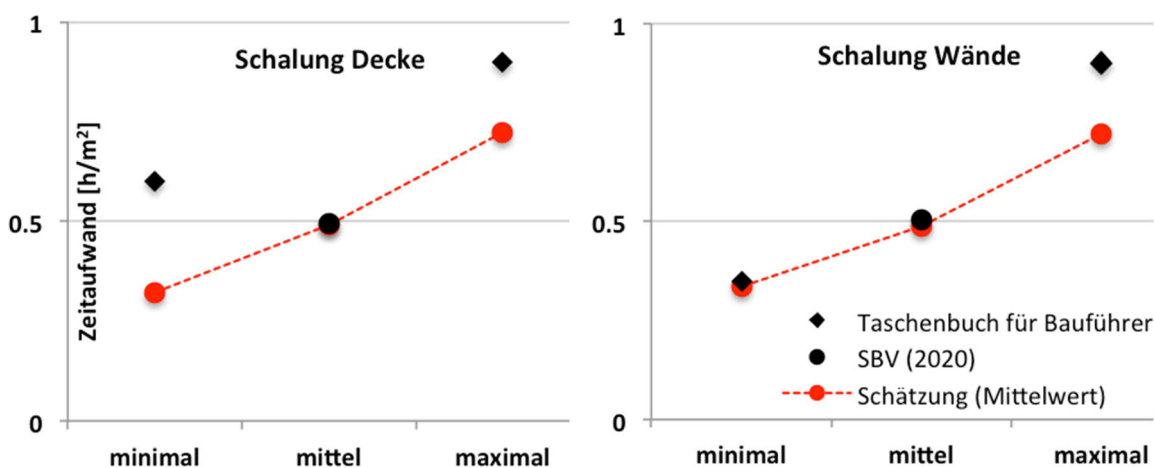 Schalung Decke
Zeitaufwand [h/m²]
1
0.5
0
minimal
mittel
maximal
Schalung Wände
1
0.5
0
Taschenbuch für Bauführer
SBV (2020)
Schätzung (Mittelwert)
minimal
mittel
maximal